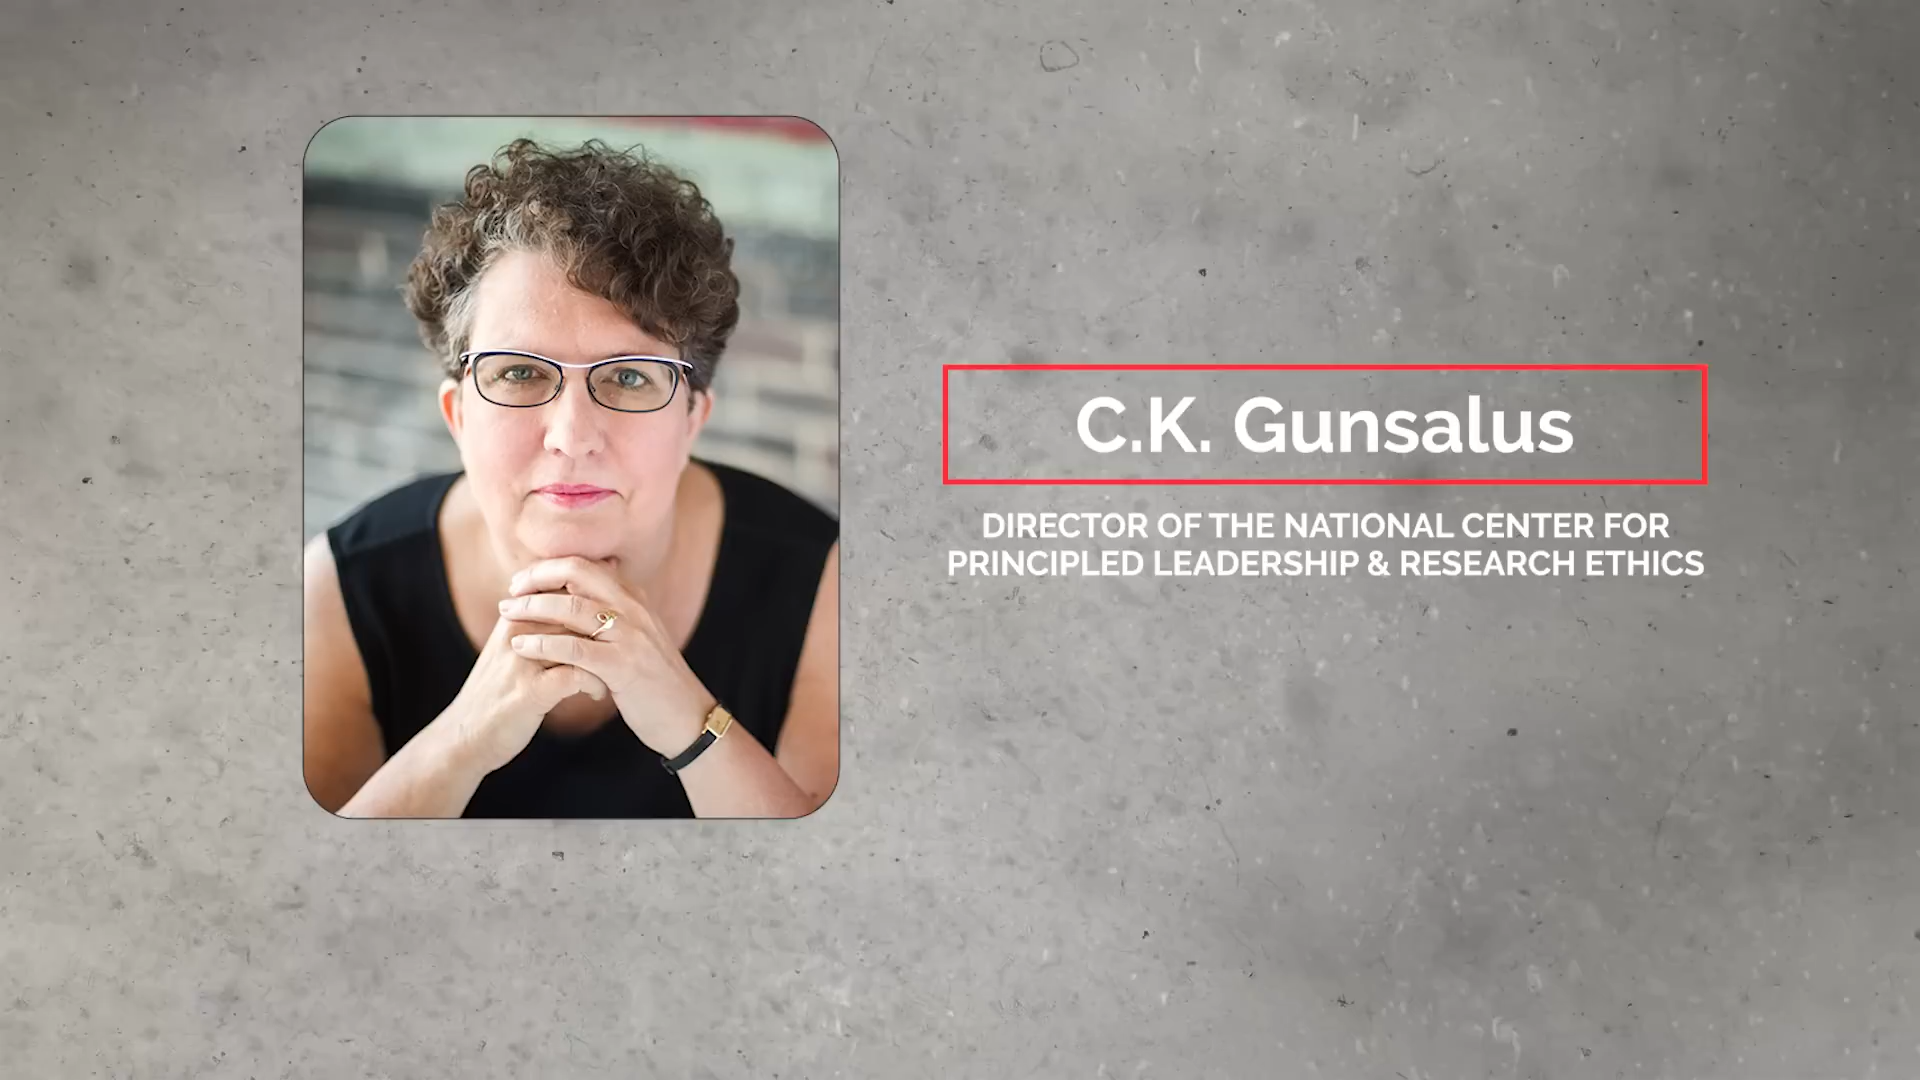 C.K. Gunsalus
DIRECTOR OF THE NATIONAL CENTER FOR
PRINCIPLED LEADERSHIP & RESEARCH ETHICS